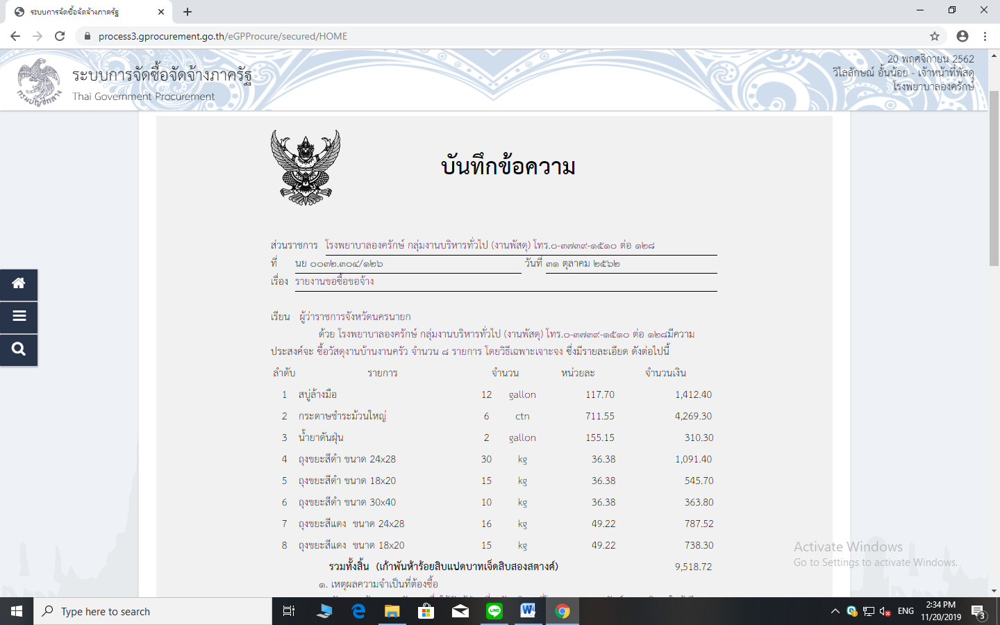 ระบบการจัดซื้อจัดจ้างภาครัฐ
process3.gprocurement.go.th/eGPProcure/secured/HOME
ระบบการจัดซื้อจัดจ้างภาครัฐ
Thai Government Procurement
กรมบัญชีกลาง
20 พฤศจิกายน 2562
วิไลลักษณ์ อั้นน้อย - เจ้าหน้าที่พัสดุ
โรงพยาบาลองครักษ์
บันทึกข้อความ
ส่วนราชการ โรงพยาบาลองครักษ์ กลุ่มงานบริหารทั่วไป (งานพัสดุ) โทร.๐-๓๗๓๙-๑๕๑๐ ต่อ ๑๒๘
ที่ นย ๐๐๓๒.๓๐๔/๑๒๖ วันที่ ๓๑ ตุลาคม ๒๕๖๒
เรื่อง รายงานขอซื้อขอจ้าง
เรียน ผู้ว่าราชการจังหวัดนครนายก
ด้วย โรงพยาบาลองครักษ์ กลุ่มงานบริหารทั่วไป (งานพัสดุ) โทร.๐-๓๗๓๙-๑๕๑๐ ต่อ ๑๒๘มีความ
ประสงค์จะ ซื้อวัสดุงานบ้านงานครัว จำนวน ๘ รายการ โดยวิธีเฉพาะเจาะจง ซึ่งมีรายละเอียด ดังต่อไปนี้
ลำดับ รายการ จำนวน หน่วยละ จำนวนเงิน
1 สบู่ล้างมือ 12 gallon 117.70 1,412.40
2 กระดาษชำระม้วนใหญ่ 6 ctn 711.55 4,269.30
3 น้ำยาดันฝุ่น 2 gallon 155.15 310.30
4 ถุงขยะสีดำ ขนาด 24x28 30 kg 36.38 1,091.40
5 ถุงขยะสีดำ ขนาด 18x20 15 kg 36.38 545.70
6 ถุงขยะสีดำ ขนาด 30x40 10 kg 36.38 363.80
7 ถุงขยะสีแดง ขนาด 24x28 16 kg 49.22 787.52
8 ถุงขยะสีแดง ขนาด 18x20 15 kg 49.22 738.30
รวมทั้งสิ้น (เก้าพันห้าร้อยสิบแปดบาทเจ็ดสิบสองสตางค์) 9,518.72
๑. เหตุผลความจำเป็นที่ต้องซื้อ
Activate Windows
Go to Settings to activate Windows.
Type here to search
LINE
ENG
2:34 PM
11/20/2019
3